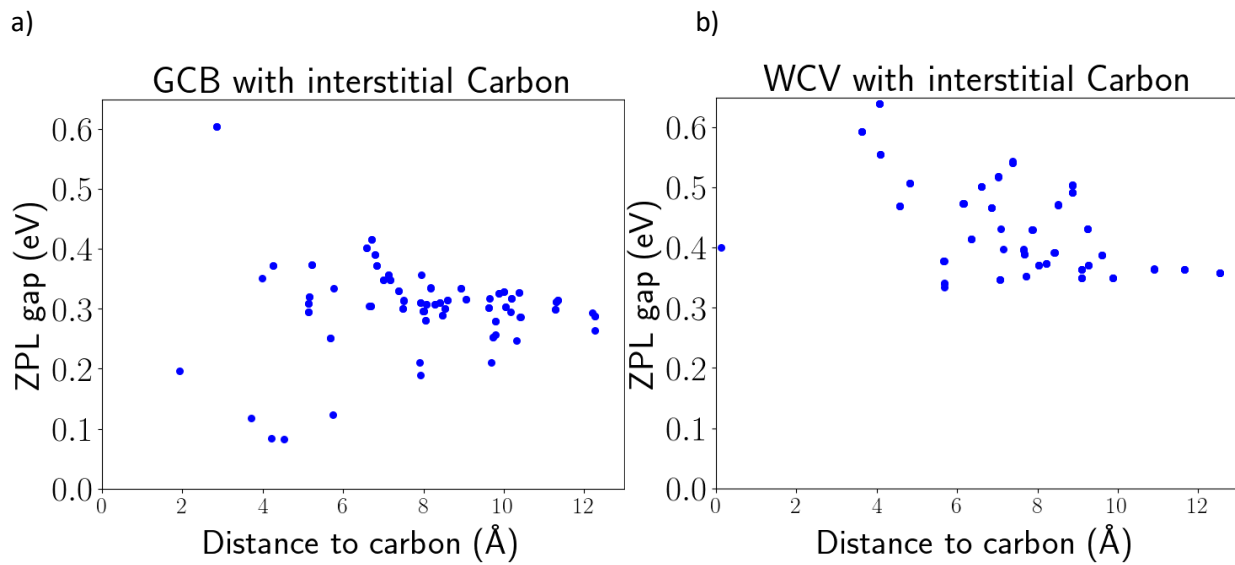 a)
GCB with interstitial Carbon
ZPL gap (eV)
0.6
0.5
0.4
0.3
0.2
0.1
0.0
0 2 4 6 8 10 12
Distance to carbon (Å)
b)
WCV with interstitial Carbon
ZPL gap (eV)
0.6
0.5
0.4
0.3
0.2
0.1
0.0
0 2 4 6 8 10 12
Distance to carbon (Å)